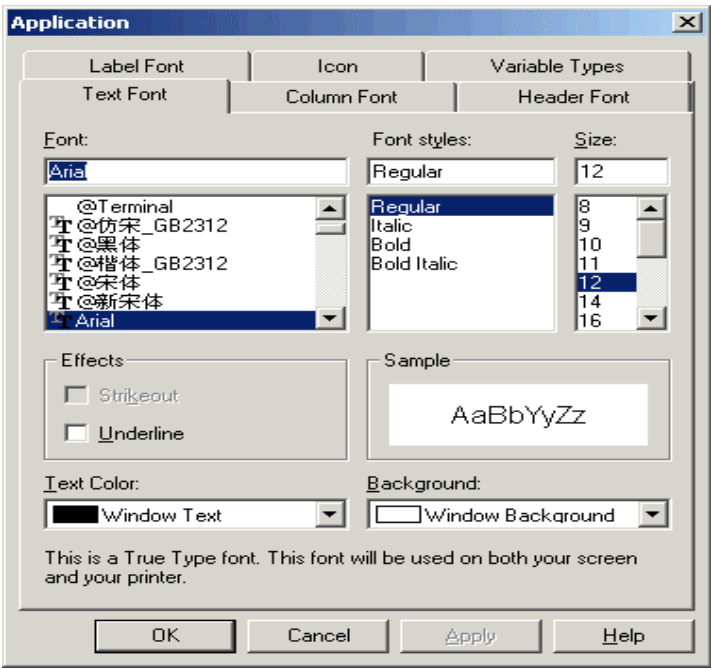 Application
Label Font Icon Variable Types
Text Font Column Font Header Font
Font: Font styles: Size:
Arial Regular 12
@Terminal
@仿宋_GB2312
@黑体
@楷体_GB2312
@宋体
@新宋体
Arial
Regular
Italic
Bold
Bold Italic
8
9
10
11
12
14
16
Effects
Strikeout
Underline
Sample
AaBbYyZz
Text Color: Background:
Window Text Window Background
This is a True Type font. This font will be used on both your screen
and your printer.
OK Cancel Apply Help